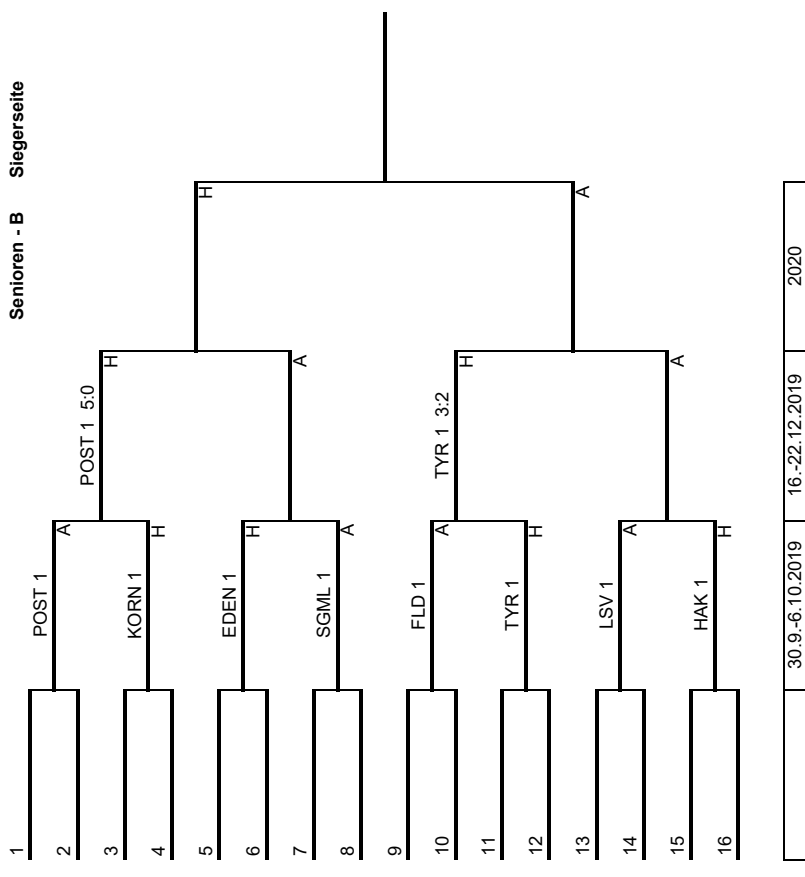 Senioren - B Siegerseite
1
2
3
4
5
6
7
8
9
10
11
12
13
14
15
16
POST 1
A
KORN 1
H
EDEN 1
H
SGML 1
A
FLD 1
A
TYR 1
H
LSV 1
A
HAK 1
H
POST 1 5:0
H
A
TYR 1 3:2
H
A
H
A
30.9.-6.10.2019
16.-22.12.2019
2020